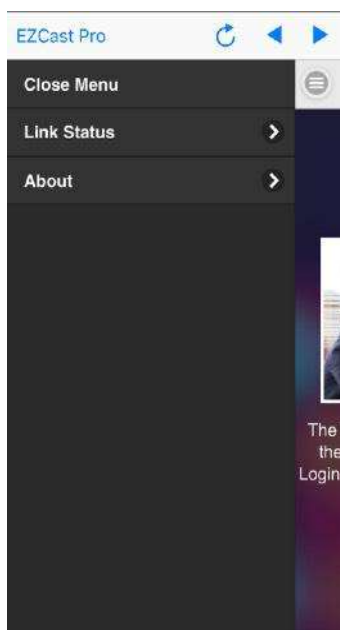 EZCast Pro
Close Menu
Link Status
About
The
the
Login